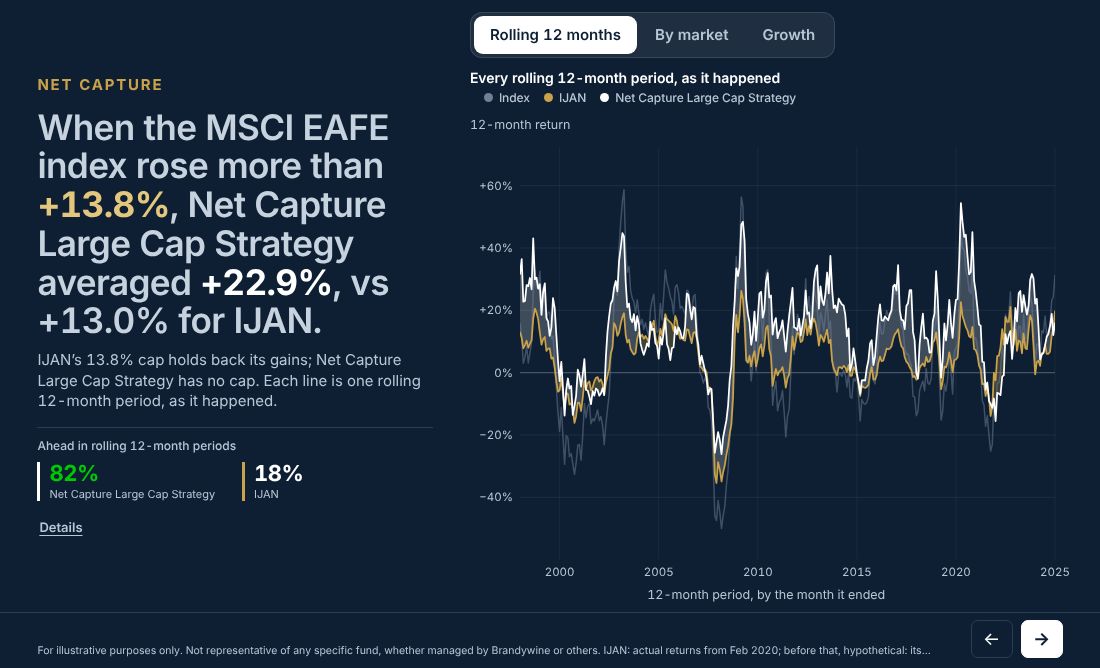 Rolling 12 months
By market
Growth
NET CAPTURE
When the MSCI EAFE
index rose more than
+13.8%, Net Capture
Large Cap Strategy
averaged +22.9%, vs
+13.0% for IJAN.
IJAN’s 13.8% cap holds back its gains; Net Capture
Large Cap Strategy has no cap. Each line is one rolling
12-month period, as it happened.
Ahead in rolling 12-month periods
82%
Net Capture Large Cap Strategy
18%
IJAN
Details
Every rolling 12-month period, as it happened
Index
IJAN
Net Capture Large Cap Strategy
12-month return
+60%
+40%
+20%
0%
−20%
−40%
2000
2005
2010
2015
2020
2025
12-month period, by the month it ended
For illustrative purposes only. Not representative of any specific fund, whether managed by Brandywine or others. IJAN: actual returns from Feb 2020; before that, hypothetical: its...